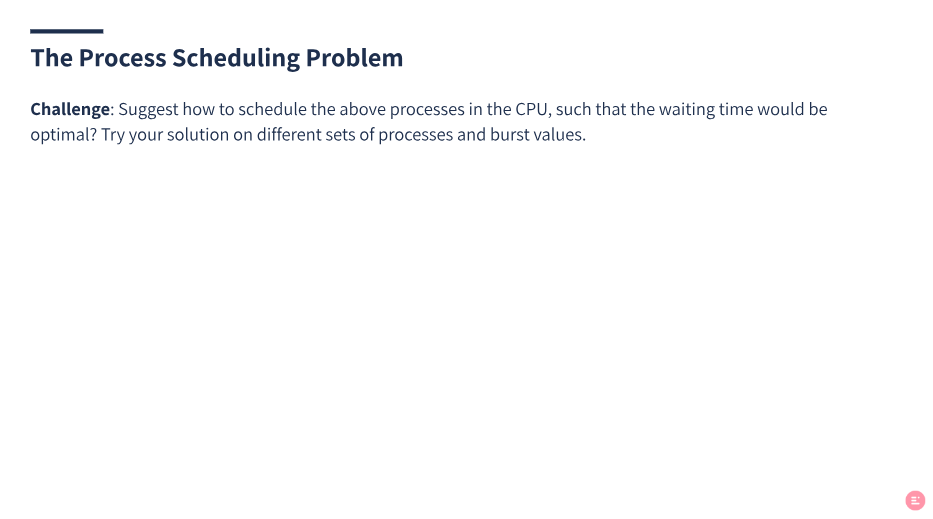 The Process Scheduling Problem
Challenge: Suggest how to schedule the above processes in the CPU, such that the waiting time would be
optimal? Try your solution on different sets of processes and burst values.